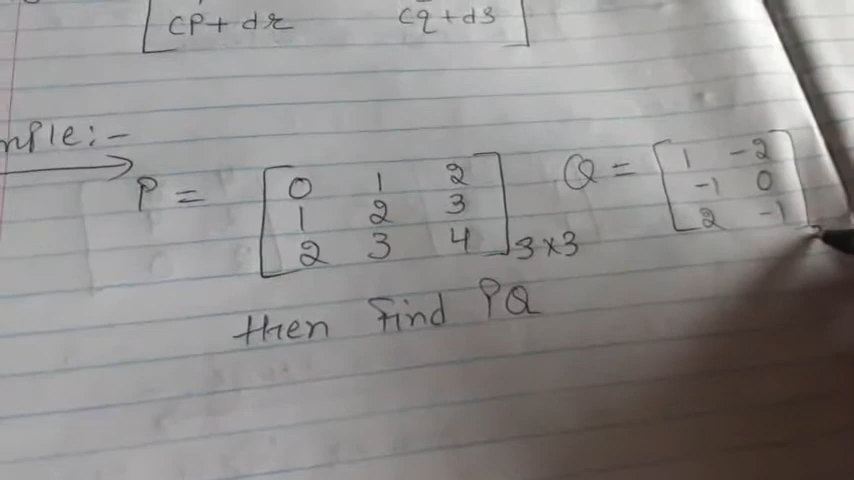 cp + dr cq + ds
mple:-
P = [ 0 1 2 Q = [ 1 -2
1 2 3 -1 0
2 3 4 ] 3×3 2 -1 ]
then find PQ